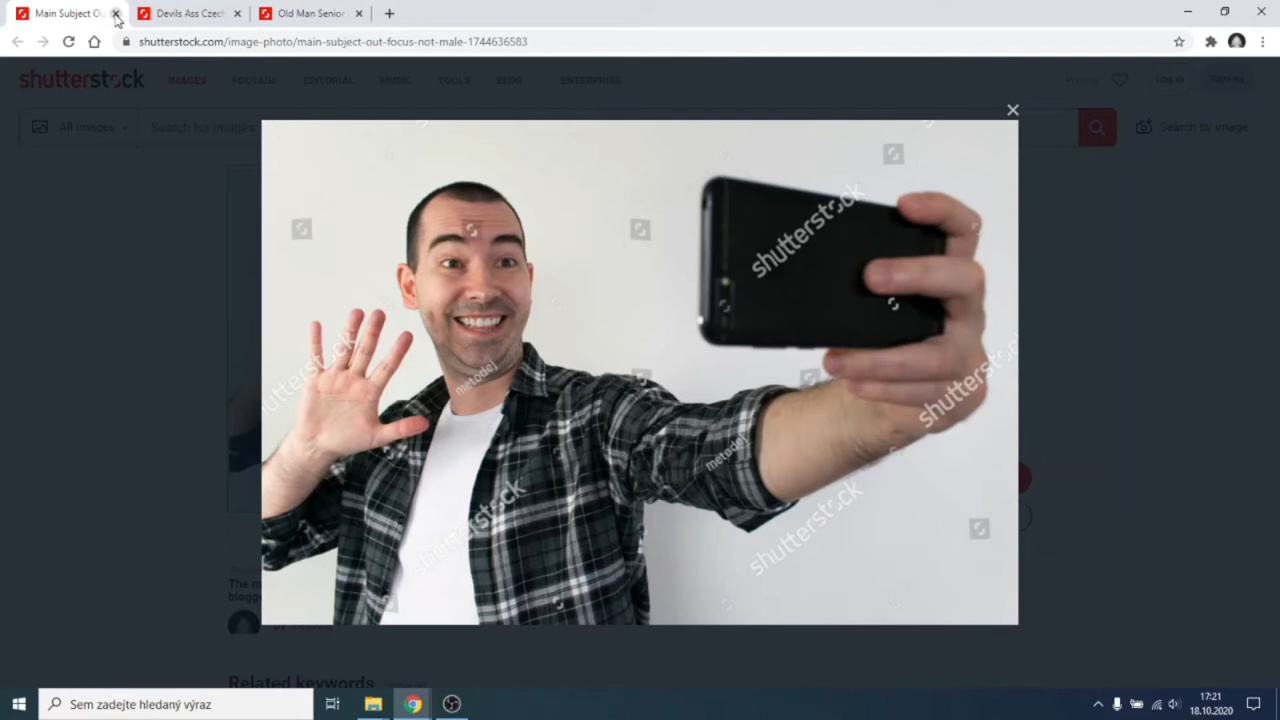 Main Subject Ou
Devils Ass Czech
Old Man Senior
shutterstock.com/image-photo/main-subject-out-focus-not-male-1744636583
shutterstock
IMAGES
FOOTAGE
EDITORIAL
MUSIC
TOOLS
BLOG
ENTERPRISE
Pricing
Log in
Sign up
All images
Search for images
Search by image
shutterstock
shutterstock
metodej
shutterstock
metodej
shutterstock
shutterstock
The m
blogge
Related keywords
Sem zadejte hledaný výraz
17:21
18.10.2020